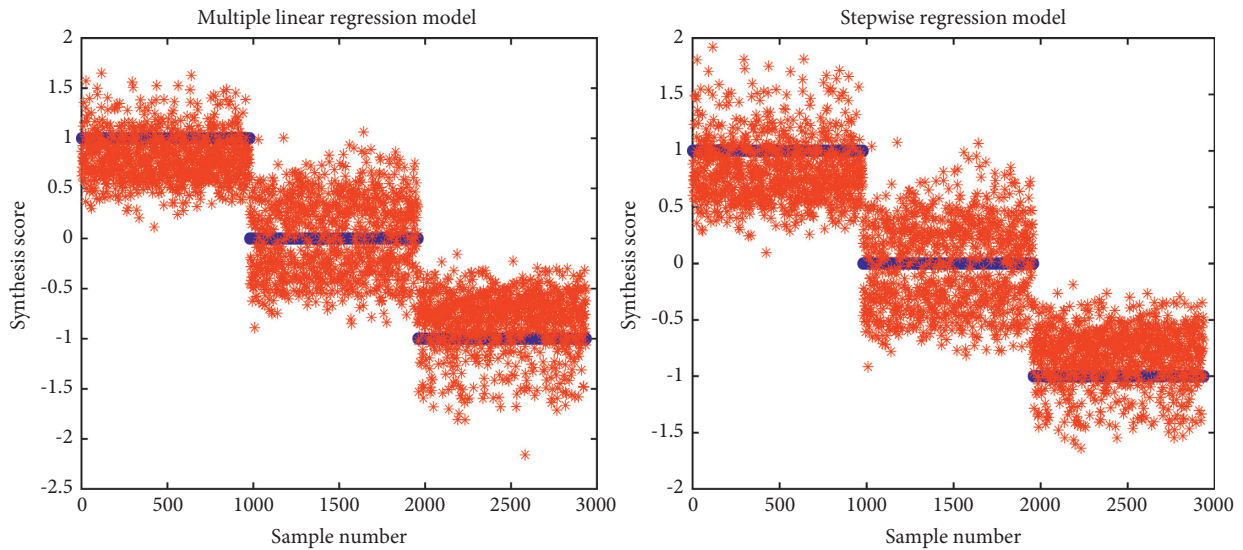 Multiple linear regression model
2
1.5
1
0.5
0
-0.5
-1
-1.5
-2
-2.5
Synthesis score
0 500 1000 1500 2000 2500 3000
Sample number
Stepwise regression model
2
1.5
1
0.5
0
-0.5
-1
-1.5
-2
Synthesis score
0 500 1000 1500 2000 2500 3000
Sample number